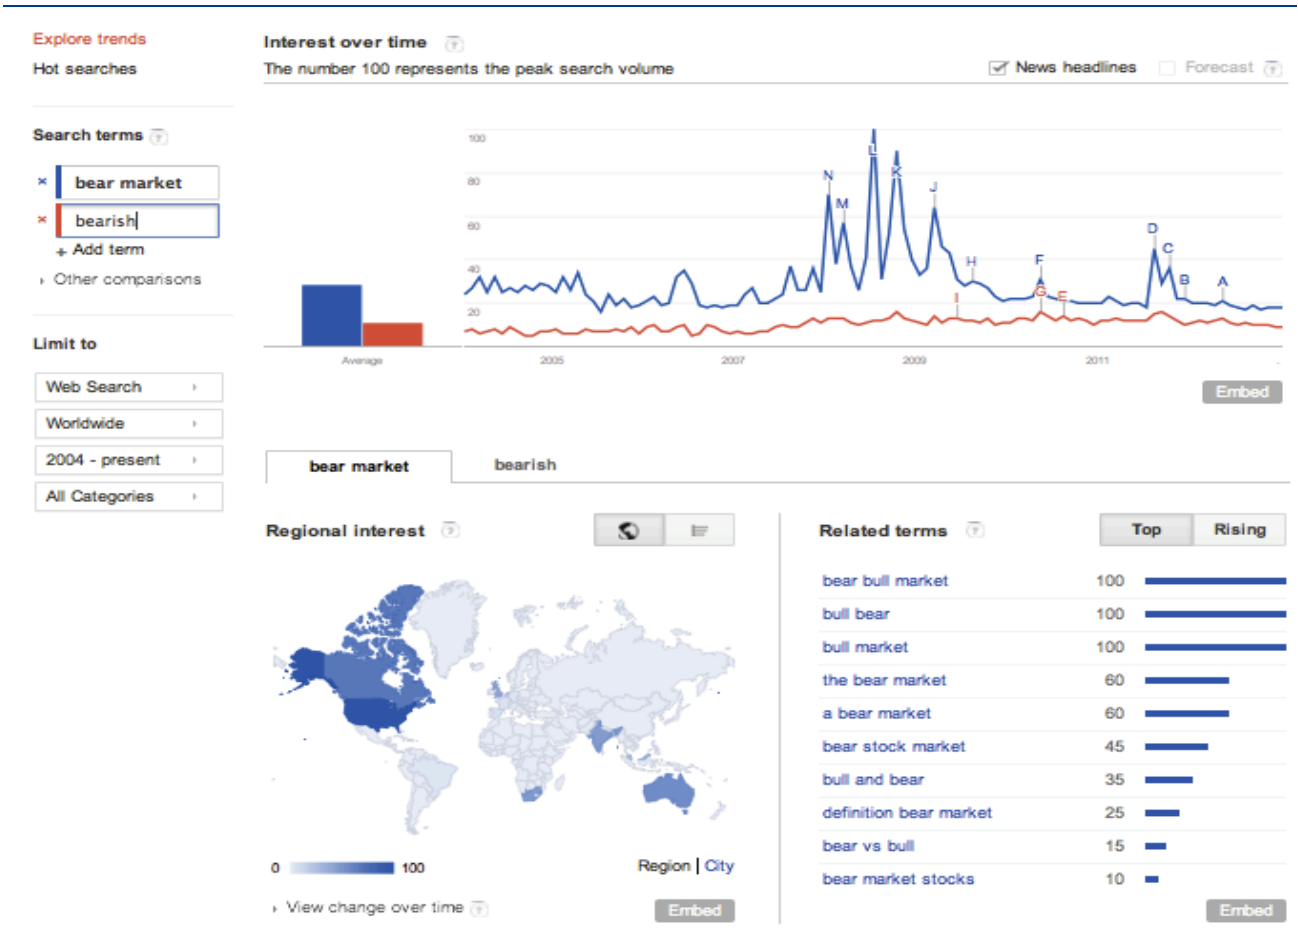 Explore trends
Hot searches
Search terms ?
× bear market
× bearish
+ Add term
Other comparisons
Limit to
Web Search
Worldwide
2004 - present
All Categories
Interest over time ?
The number 100 represents the peak search volume
News headlines Forecast ?
100
80
60
40
20
N
M
L
K
J
H
I
F
G
E
D
C
B
A
Average 2005 2007 2009 2011
Embed
bear market bearish
Regional interest ?
0 100
Region | City
View change over time ?
Embed
Related terms ? Top Rising
bear bull market 100
bull bear 100
bull market 100
the bear market 60
a bear market 60
bear stock market 45
bull and bear 35
definition bear market 25
bear vs bull 15
bear market stocks 10
Embed